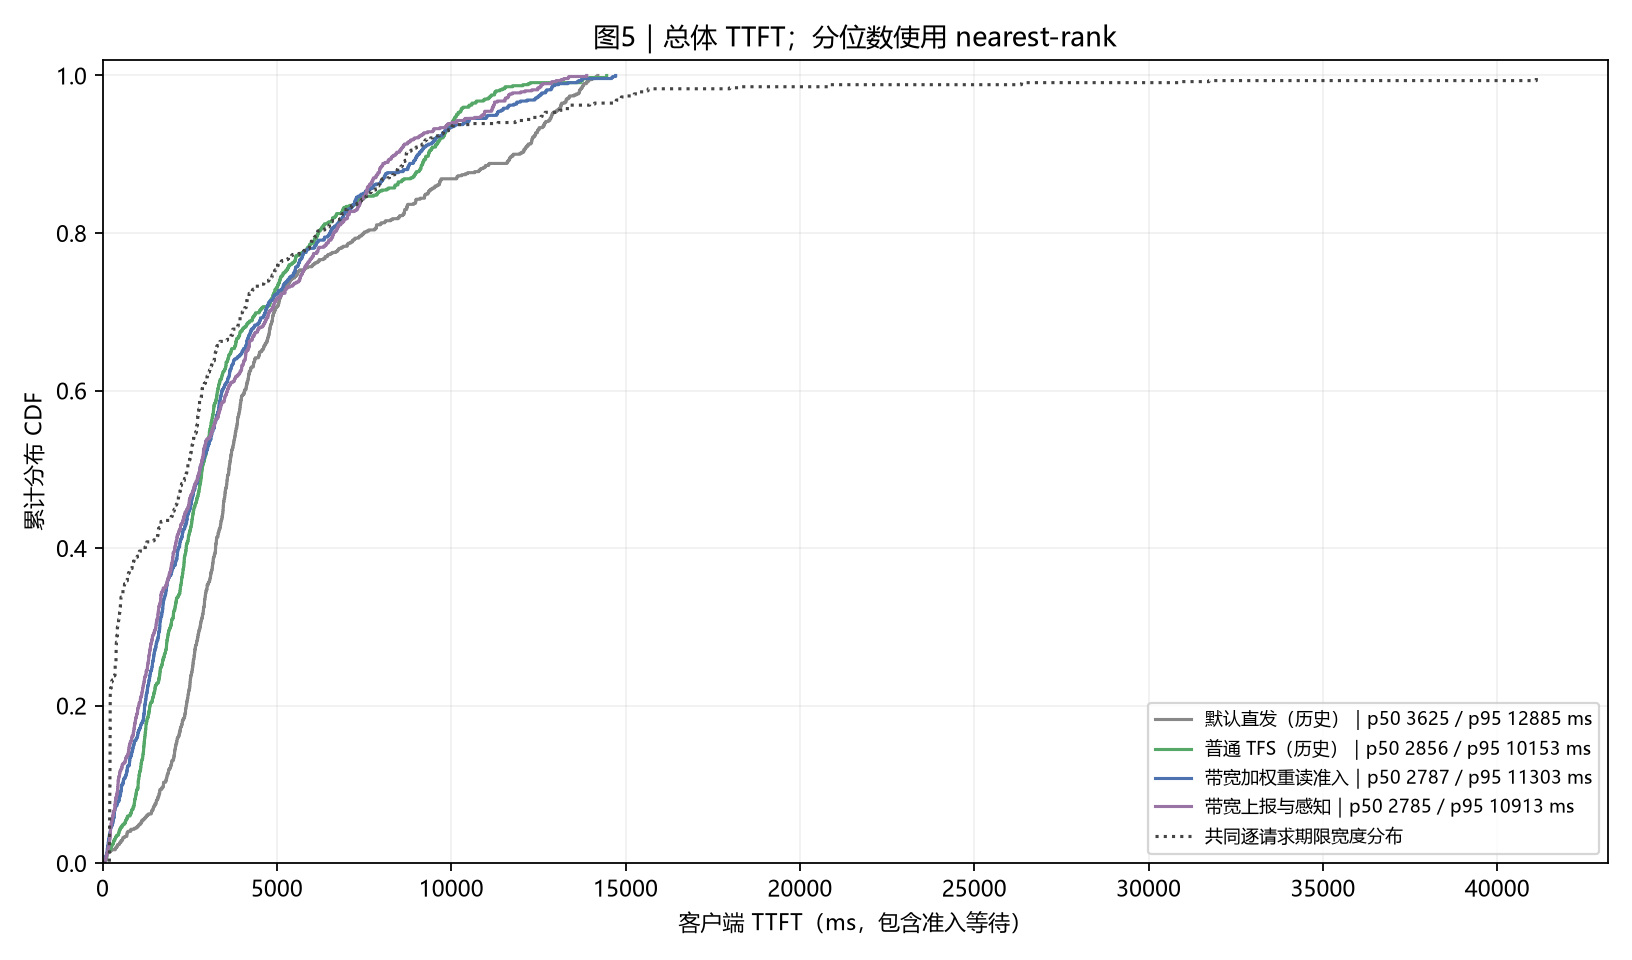 图5｜总体 TTFT；分位数使用 nearest-rank
1.0
0.8
0.6
0.4
0.2
0.0
累计分布 CDF
默认直发（历史）｜p50 3625 / p95 12885 ms
普通 TFS（历史）｜p50 2856 / p95 10153 ms
带宽加权重读准入｜p50 2787 / p95 11303 ms
带宽上报与感知｜p50 2785 / p95 10913 ms
共同逐请求期限宽度分布
0 5000 10000 15000 20000 25000 30000 35000 40000
客户端 TTFT（ms，包含准入等待）